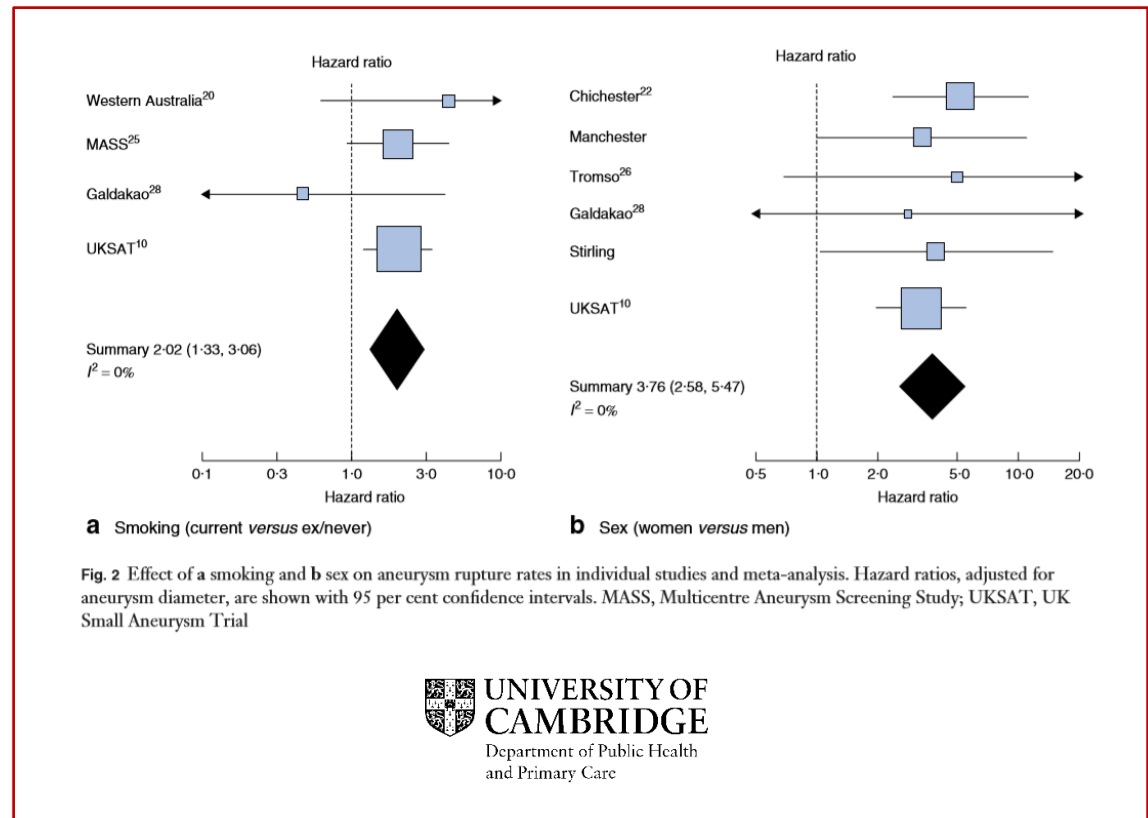 Hazard ratio
Western Australia20
MASS25
Galdakao28
UKSAT10
Summary 2·02 (1·33, 3·06)
I2 = 0%
0·1 0·3 1·0 3·0 10·0
Hazard ratio
a Smoking (current versus ex/never)
Hazard ratio
Chichester22
Manchester
Tromso26
Galdakao28
Stirling
UKSAT10
Summary 3·76 (2·58, 5·47)
I2 = 0%
0·5 1·0 2·0 5·0 10·0 20·0
Hazard ratio
b Sex (women versus men)
Fig. 2 Effect of a smoking and b sex on aneurysm rupture rates in individual studies and meta-analysis. Hazard ratios, adjusted for
aneurysm diameter, are shown with 95 per cent confidence intervals. MASS, Multicentre Aneurysm Screening Study; UKSAT, UK
Small Aneurysm Trial
UNIVERSITY OF
CAMBRIDGE
Department of Public Health
and Primary Care